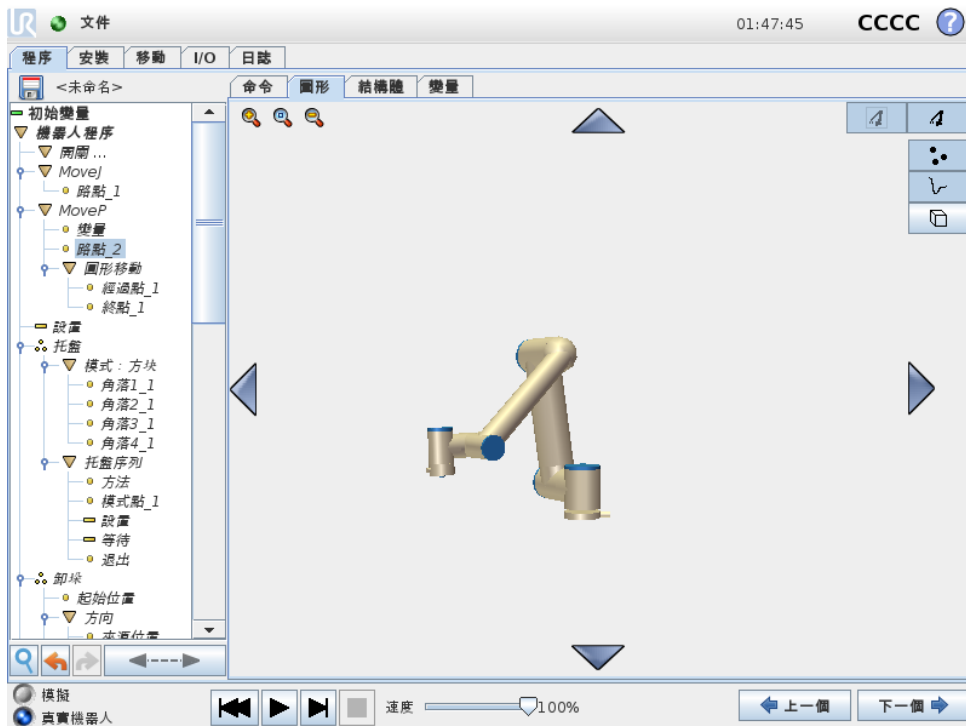 UR 文件 01:47:45 CCCC ?
程序 安裝 移動 I/O 日誌
<未命名> 命令 圖形 結構體 變量
初始變量
機器人程序
開關 ...
MoveJ
路點_1
MoveP
變量
路點_2
圓形移動
經過點_1
終點_1
設置
托盤
模式：方块
角落1_1
角落2_1
角落3_1
角落4_1
托盤序列
方法
模式點_1
設置
等待
退出
卸垛
起始位置
方向
來源位置
模擬
真實機器人
速度 100%
上一個 下一個